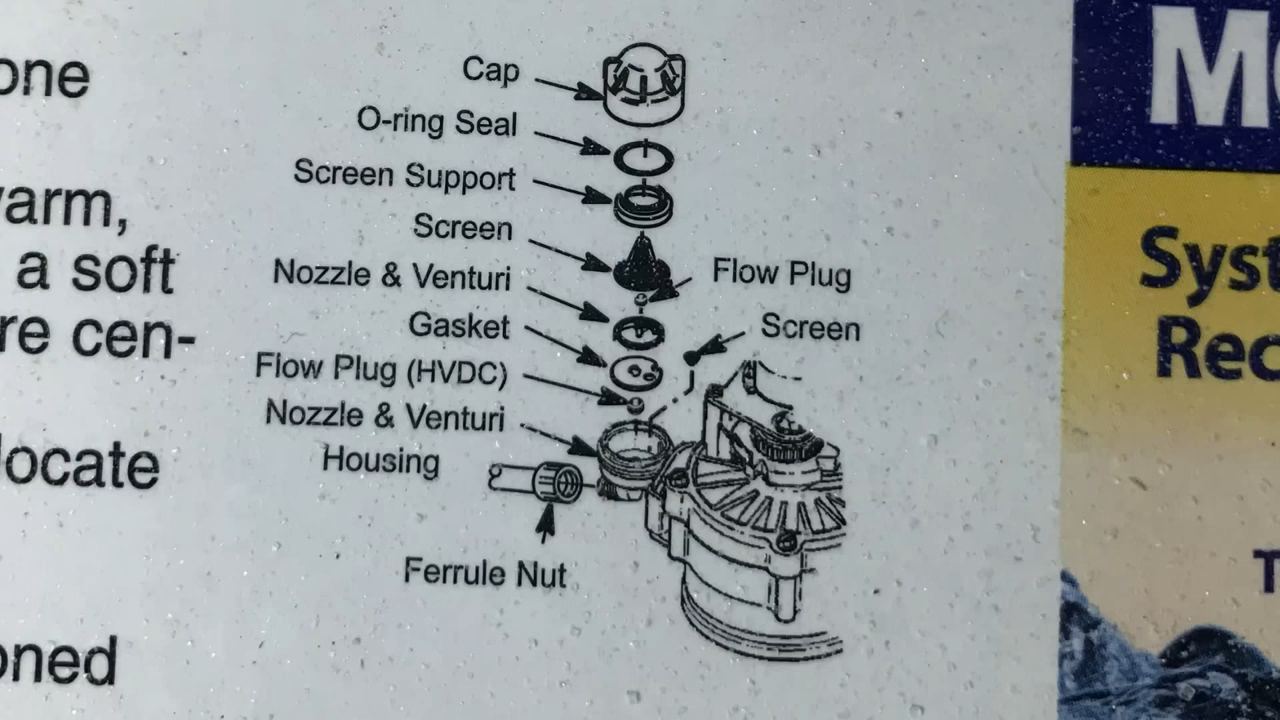 one
warm,
a soft
re cen-
locate
oned
Cap
O-ring Seal
Screen Support
Screen
Nozzle & Venturi
Gasket
Flow Plug (HVDC)
Nozzle & Venturi
Housing
Ferrule Nut
Flow Plug
Screen
Syst
Rec
T